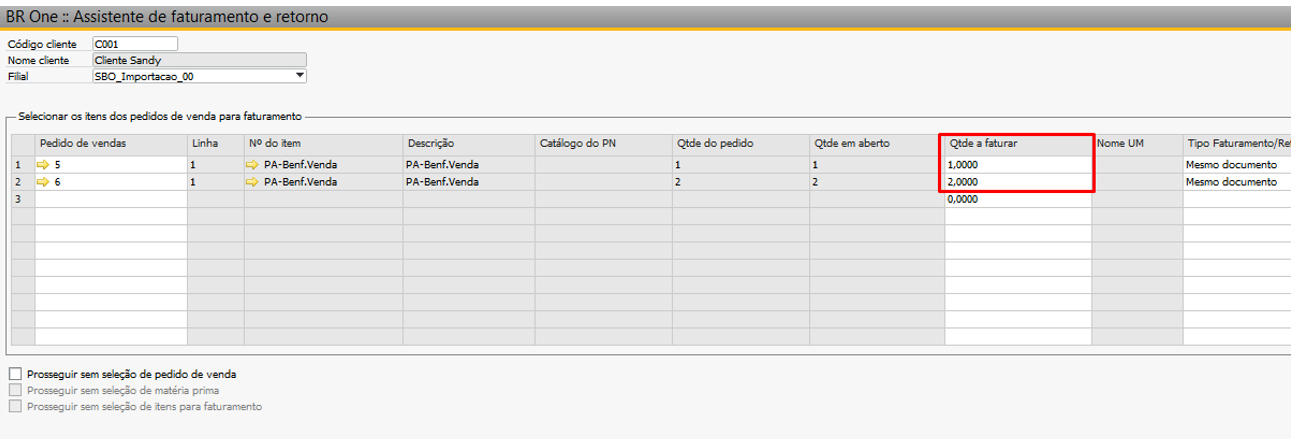 BR One :: Assistente de faturamento e retorno
Código cliente C001
Nome cliente Cliente Sandy
Filial SBO_Importacao_00
Selecionar os itens dos pedidos de venda para faturamento
Pedido de vendas Linha Nº do item Descrição Catálogo do PN Qtde do pedido Qtde em aberto Qtde a faturar Nome UM Tipo Faturamento/Ret
1 5 1 PA-Benf.Venda PA-Benf.Venda 1 1 1,0000 Mesmo documento
2 6 1 PA-Benf.Venda PA-Benf.Venda 2 2 2,0000 Mesmo documento
3 0,0000
Prosseguir sem seleção de pedido de venda
Prosseguir sem seleção de matéria prima
Prosseguir sem seleção de itens para faturamento